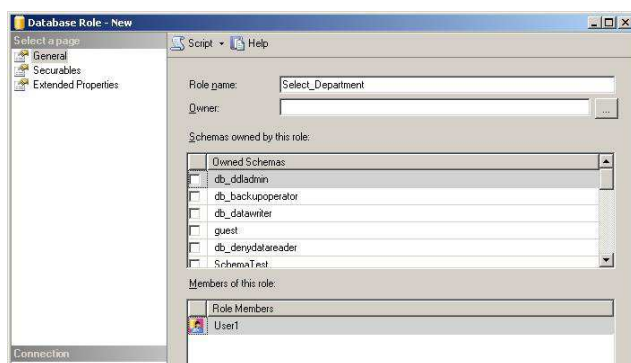 Database Role - New
Select a page
General
Securables
Extended Properties
Connection
Script Help
Role name: Select_Department
Owner:
...
Schemas owned by this role:
Owned Schemas
db_ddladmin
db_backupoperator
db_datawriter
guest
db_denydatareader
SchemaTest
Members of this role:
Role Members
User1